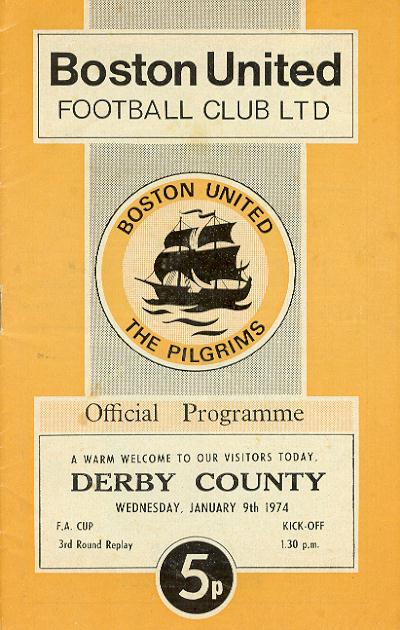 Boston United
FOOTBALL CLUB LTD
BOSTON UNITED
THE PILGRIMS
Official Programme
A WARM WELCOME TO OUR VISITORS TODAY.
DERBY COUNTY
WEDNESDAY, JANUARY 9th 1974
F.A. CUP KICK-OFF
3rd Round Replay 1.30 p.m.
5p